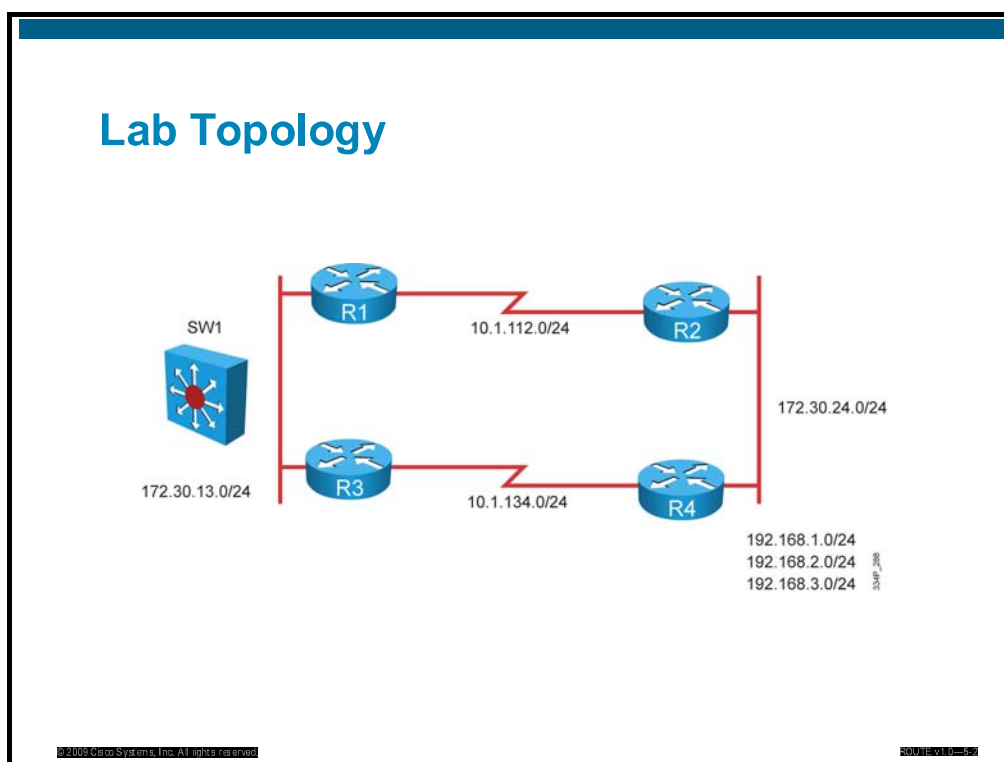 Lab Topology
R1
SW1
10.1.112.0/24
R2
172.30.24.0/24
R3
172.30.13.0/24
10.1.134.0/24
R4
192.168.1.0/24
192.168.2.0/24
192.168.3.0/24
334P_286
© 2009 Cisco Systems, Inc. All rights reserved.
ROUTE v1.0—5-2